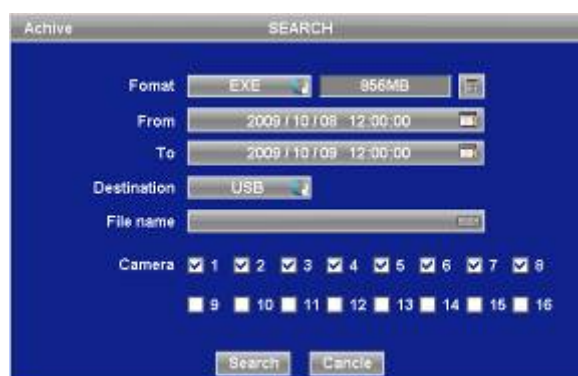 Achive SEARCH
Fomat EXE 856MB
From 2009 / 10 / 08 12:00:00
To 2009 / 10 / 09 12:00:00
Destination USB
File name
Camera 1 2 3 4 5 6 7 8
9 10 11 12 13 14 15 16
Search Cancle